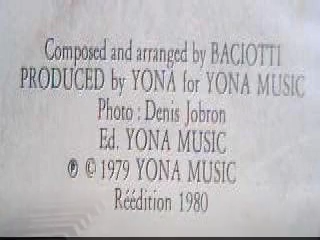 Composed and arranged by BACIOTTI
PRODUCED by YONA for YONA MUSIC
Photo : Denis Jobron
Ed. YONA MUSIC
℗ © 1979 YONA MUSIC
Réédition 1980